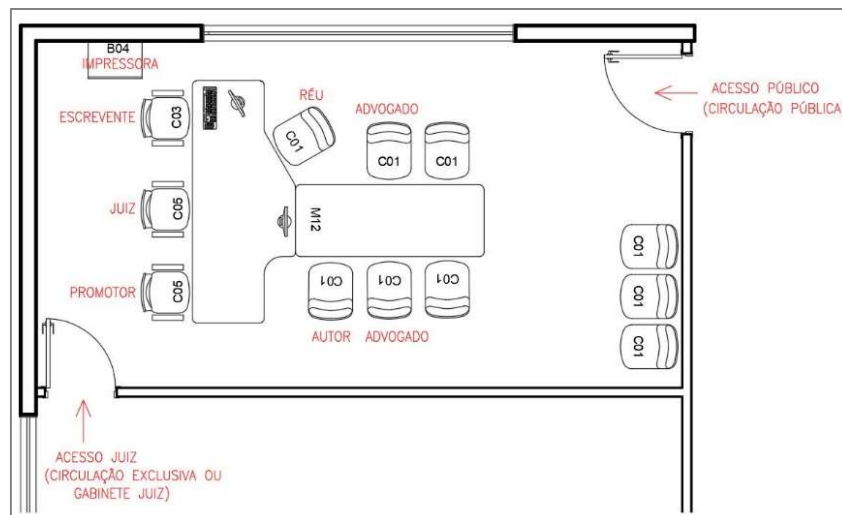 B04
IMPRESSORA
ESCREVENTE
C03
RÉU
C01
ADVOGADO
C01
C01
ACESSO PÚBLICO
(CIRCULAÇÃO PÚBLICA)
JUIZ
C05
M12
PROMOTOR
C05
C01
C01
C01
AUTOR
ADVOGADO
C01
C01
C01
ACESSO JUIZ
(CIRCULAÇÃO EXCLUSIVA OU
GABINETE JUIZ)